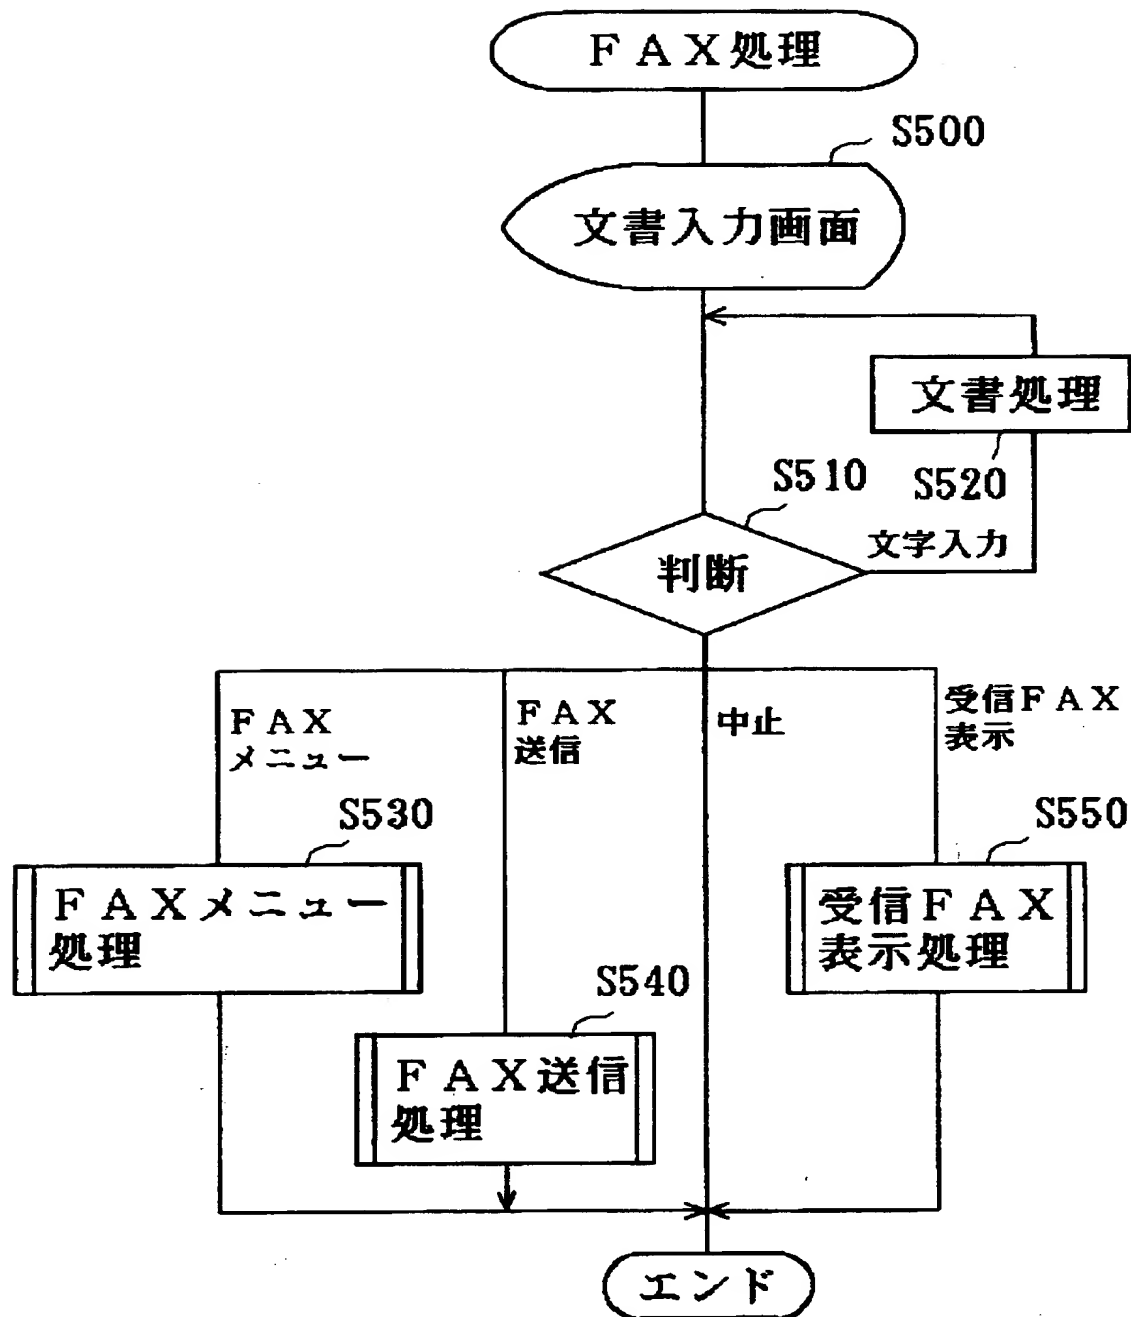 ＦＡＸ処理
S500
文書入力画面
文書処理
S520
S510
判断
文字入力
ＦＡＸ
メニュー
ＦＡＸ
送信
中止
受信ＦＡＸ
表示
S530
ＦＡＸメニュー
処理
S540
ＦＡＸ送信
処理
S550
受信ＦＡＸ
表示処理
エンド